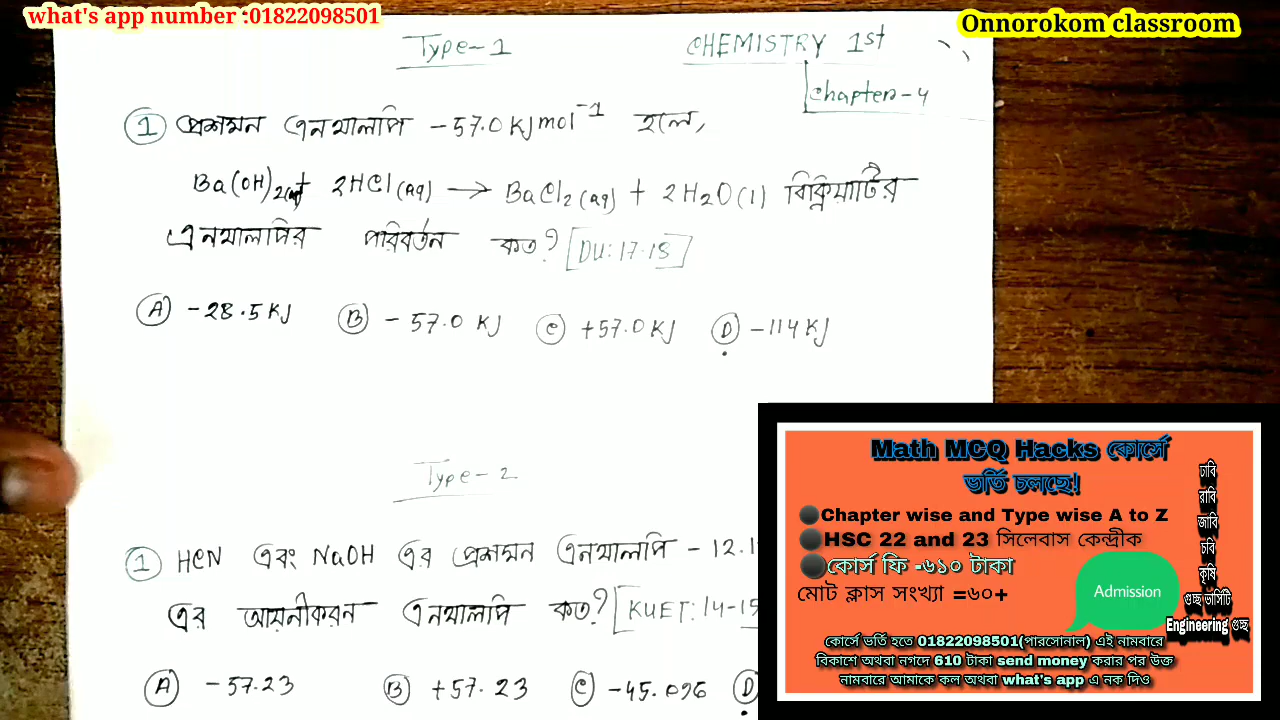 what's app number :01822098501
Onnorokom classroom
Type-1
CHEMISTRY 1st
Chapter-4
1 প্রশমন এনথালপি -57.0 KJmol⁻¹ হলে,
Ba(OH)₂(aq) + 2HCl(aq) → BaCl₂(aq) + 2H₂O(l) বিক্রিয়াটির
এনথালপির পরিবর্তন কত? [DU:17-18]
A -28.5 KJ B -57.0 KJ C +57.0 KJ D -114 KJ
Type-2
1 HCN এবং NaOH এর প্রশমন এনথালপি -12.1
এর আয়নীকরন এনথালপি কত? [KUET:14-15
A -57.23 B +57.23 C -45.096 D
Math MCQ Hacks কোর্সে
ভর্তি চলছে!
Chapter wise and Type wise A to Z
HSC 22 and 23 সিলেবাস কেন্দ্রীক
কোর্স ফি -৬১০ টাকা
মোট ক্লাস সংখ্যা =৬০+
Admission
ঢাবি
রাবি
জাবি
চবি
কৃষি
গুচ্ছ ভার্সিটি
Engineering গুচ্ছ
কোর্সে ভর্তি হতে 01822098501(পারসোনাল) এই নামবারে
বিকাশে অথবা নগদে 610 টাকা send money করার পর উক্ত
নামবারে আমাকে কল অথবা what's app এ নক দিও